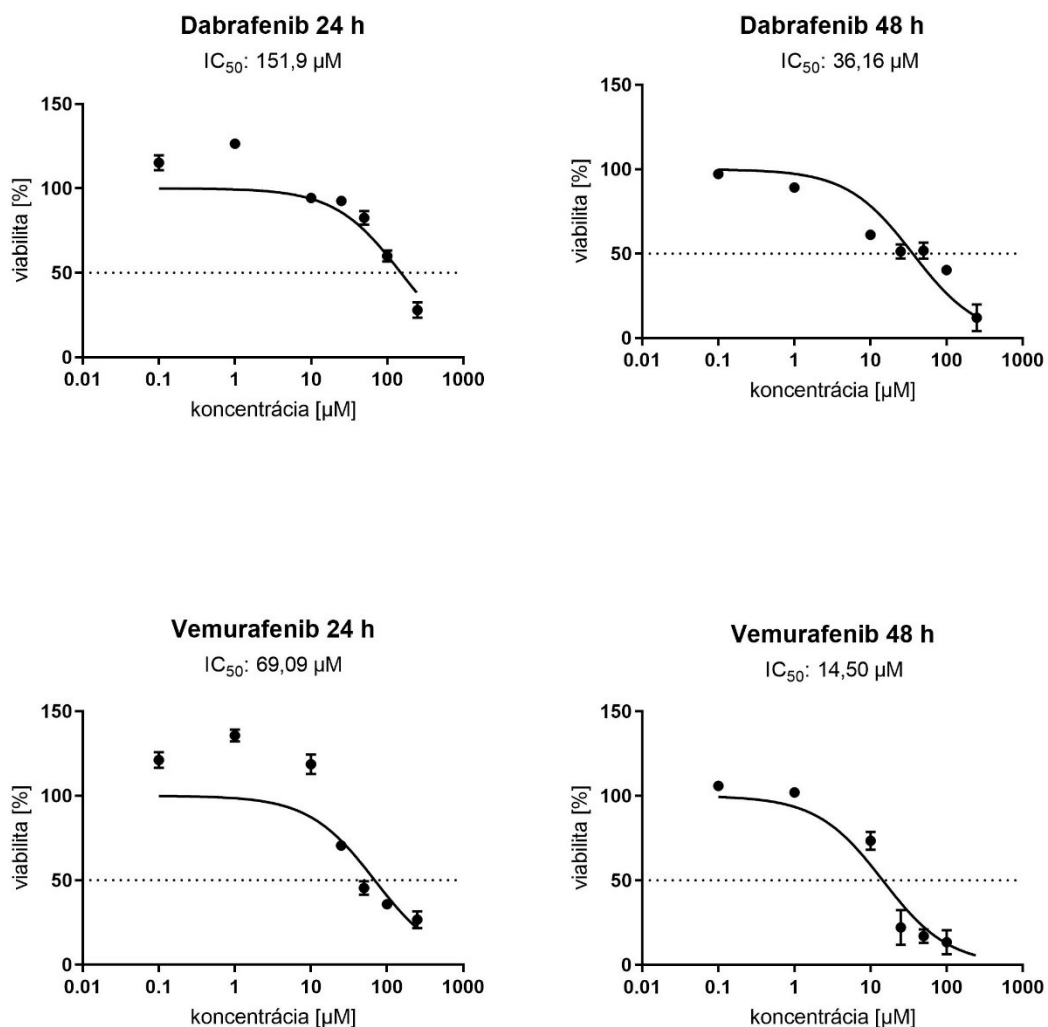 Dabrafenib 24 h
IC₅₀: 151,9 µM
150
100
50
0
viabilita [%]
0.01 0.1 1 10 100 1000
koncentrácia [µM]
Dabrafenib 48 h
IC₅₀: 36,16 µM
150
100
50
0
viabilita [%]
0.01 0.1 1 10 100 1000
koncentrácia [µM]
Vemurafenib 24 h
IC₅₀: 69,09 µM
150
100
50
0
viabilita [%]
0.01 0.1 1 10 100 1000
koncentrácia [µM]
Vemurafenib 48 h
IC₅₀: 14,50 µM
150
100
50
0
viabilita [%]
0.01 0.1 1 10 100 1000
koncentrácia [µM]